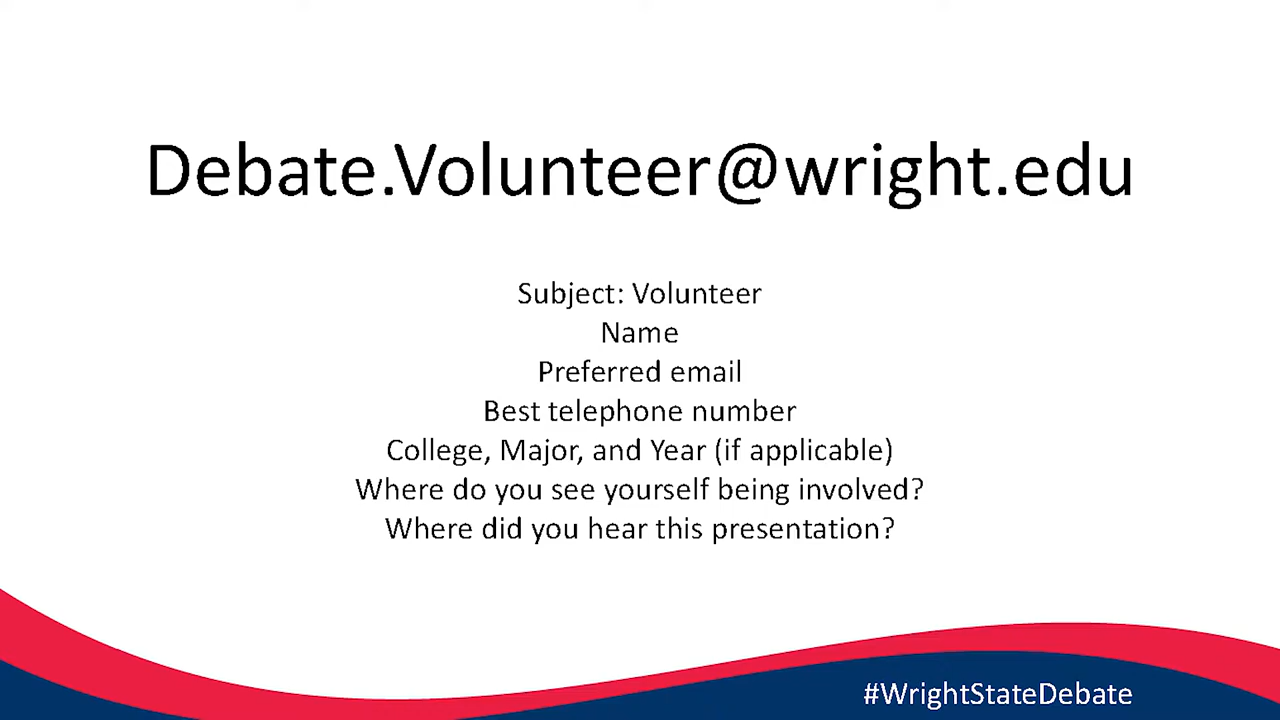 Debate.Volunteer@wright.edu
Subject: Volunteer
Name
Preferred email
Best telephone number
College, Major, and Year (if applicable)
Where do you see yourself being involved?
Where did you hear this presentation?
#WrightStateDebate